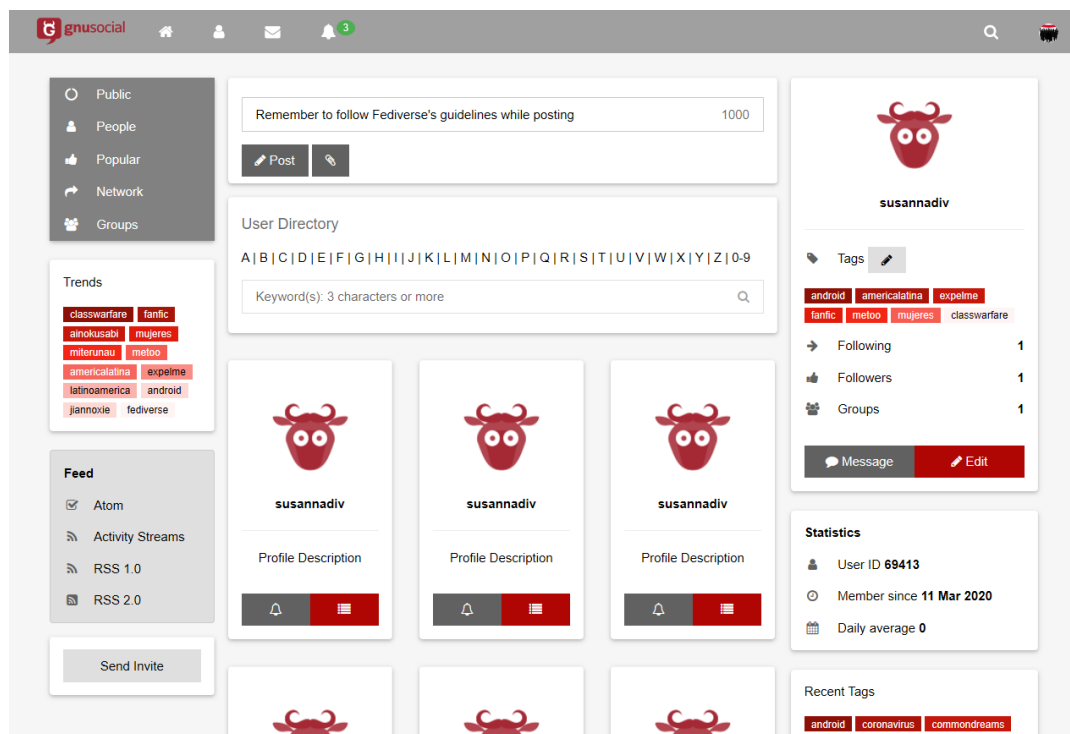 gnusocial
3
Public
People
Popular
Network
Groups
Trends
classwarfare fanfic
ainokusabi mujeres
miterunau metoo
americalatina expelme
latinoamerica android
jiannoxie fediverse
Feed
Atom
Activity Streams
RSS 1.0
RSS 2.0
Send Invite
Remember to follow Fediverse's guidelines while posting 1000
Post
User Directory
A|B|C|D|E|F|G|H|I|J|K|L|M|N|O|P|Q|R|S|T|U|V|W|X|Y|Z|0-9
Keyword(s): 3 characters or more
susannadiv susannadiv susannadiv
Profile Description Profile Description Profile Description
susannadiv
Tags
android americalatina expelme
fanfic metoo mujeres classwarfare
Following 1
Followers 1
Groups 1
Message Edit
Statistics
User ID 69413
Member since 11 Mar 2020
Daily average 0
Recent Tags
android coronavirus commondreams